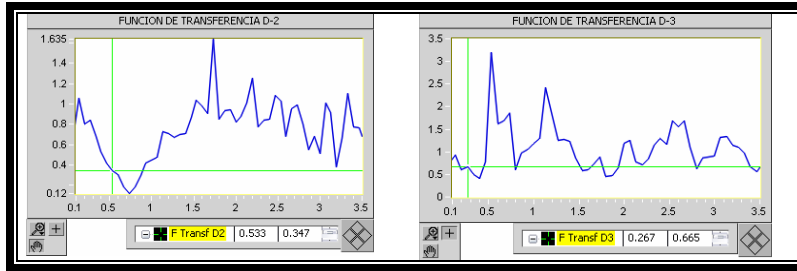 FUNCION DE TRANSFERENCIA D-2
1.635
1.4
1.2
1
0.8
0.6
0.4
0.12
0.1 0.5 1 1.5 2 2.5 3 3.5
F Transf D2 0.533 0.347
FUNCION DE TRANSFERENCIA D-3
3.5
3
2.5
2
1.5
1
0.5
0
0.1 0.5 1 1.5 2 2.5 3 3.5
F Transf D3 0.267 0.665